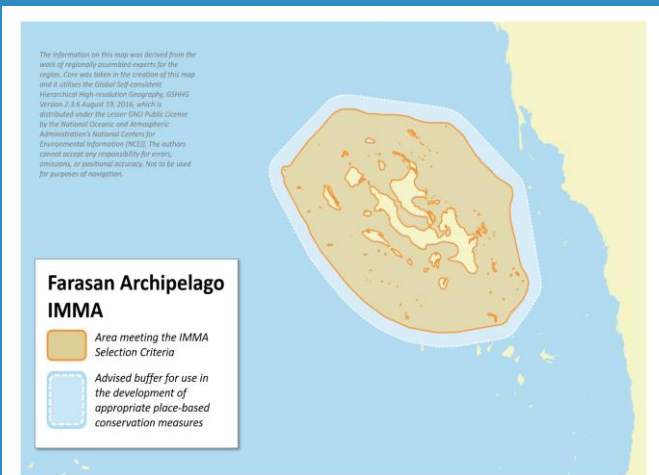 The information on this map was derived from the
work of regionally assembled experts for the
region. Care was taken in the creation of this map
and it utilises the Global Self-consistent
Hierarchical High-resolution Geography, GSHHG
Version 2.3.6 August 19, 2016, which is
distributed under the Lesser GNU Public License
by the National Oceanic and Atmospheric
Administration's National Centers for
Environmental Information (NCEI). The authors
cannot accept any responsibility for errors,
omissions, or positional accuracy. Not to be used
for purposes of navigation.
Farasan Archipelago
IMMA
Area meeting the IMMA
Selection Criteria
Advised buffer for use in
the development of
appropriate place-based
conservation measures